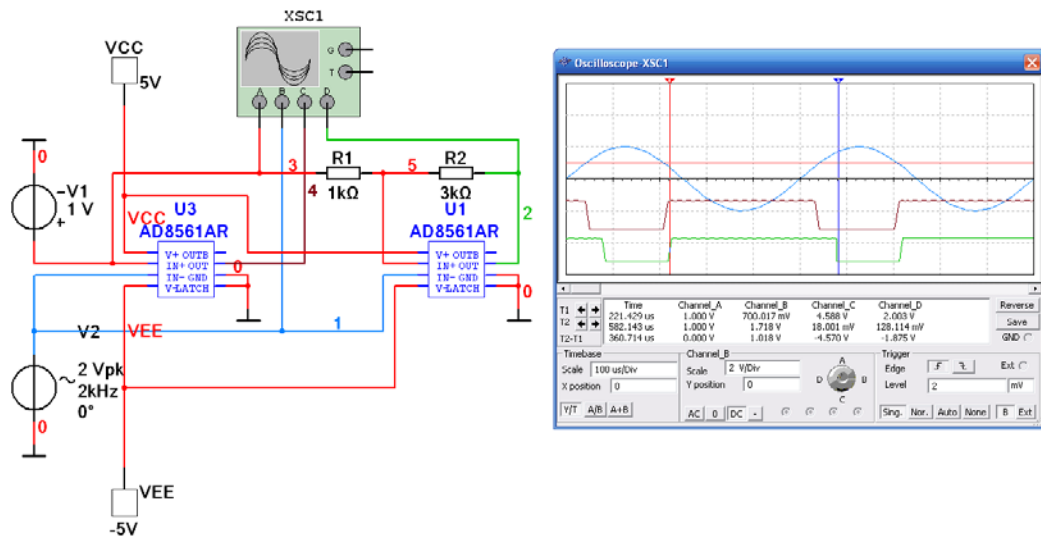 XSC1
G
T
A B C D
VCC
5V
0
V1
1 V
VCC
U3
AD8561AR
V+ OUTB
IN+ OUT
IN- GND
V- LATCH
0
3
R1
1kΩ
4
5
R2
3kΩ
2
U1
AD8561AR
V+ OUTB
IN+ OUT
IN- GND
V- LATCH
0
1
V2
VEE
2 Vpk
2kHz
0°
0
VEE
-5V
Oscilloscope-XSC1
Time Channel_A Channel_B Channel_C Channel_D
T1 221.429 us 1.000 V 700.017 mV 4.588 V 2.003 V
T2 582.143 us 1.000 V 1.718 V 18.001 mV 128.114 mV
T2-T1 360.714 us 0.000 V 1.018 V -4.570 V -1.875 V
Reverse
Save
GND
Timebase
Scale 100 us/Div
X position 0
Y/T A/B A+B
Channel_B
Scale 2 V/Div
Y position 0
AC 0 DC -
A
D B
C
Trigger
Edge Ext
Level 2 mV
Sing. Nor. Auto None B Ext